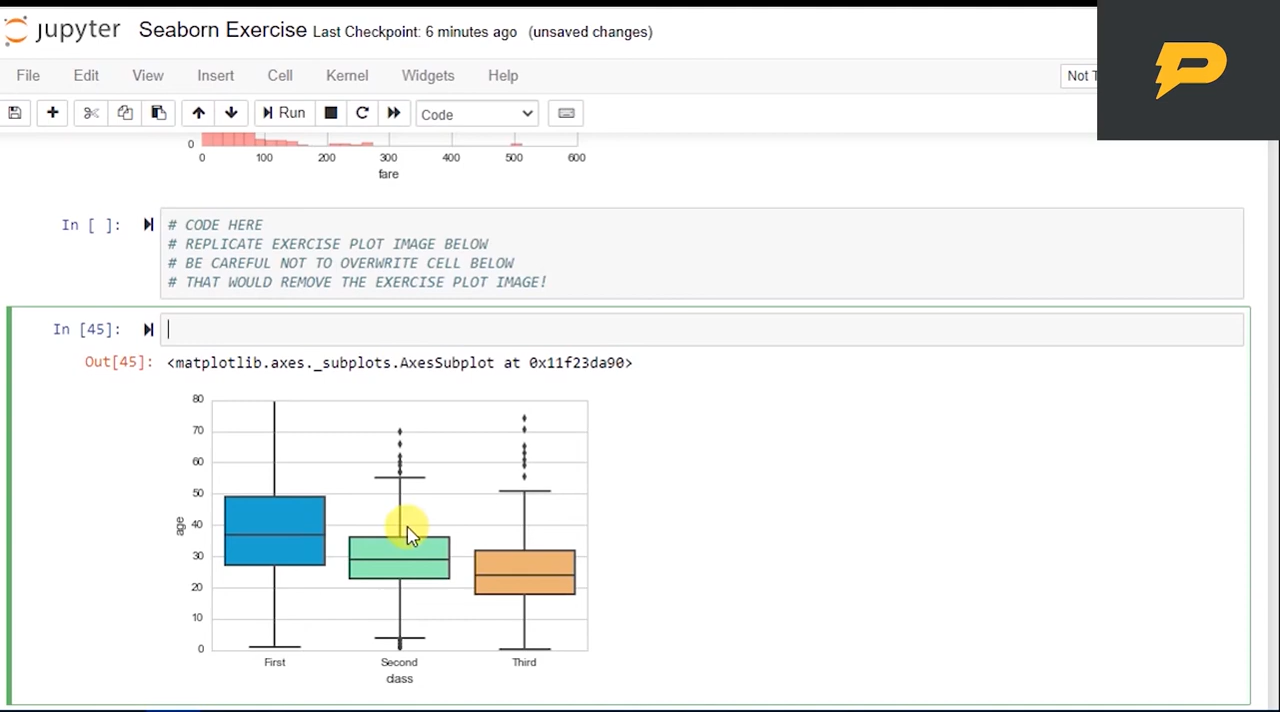 jupyter Seaborn Exercise Last Checkpoint: 6 minutes ago (unsaved changes)
File Edit View Insert Cell Kernel Widgets Help Not T
Run Code
0
0 100 200 300 400 500 600
fare
In [ ]: # CODE HERE
# REPLICATE EXERCISE PLOT IMAGE BELOW
# BE CAREFUL NOT TO OVERWRITE CELL BELOW
# THAT WOULD REMOVE THE EXERCISE PLOT IMAGE!
In [45]:
Out[45]: <matplotlib.axes._subplots.AxesSubplot at 0x11f23da90>
80
70
60
50
40
30
20
10
0
age
First Second Third
class